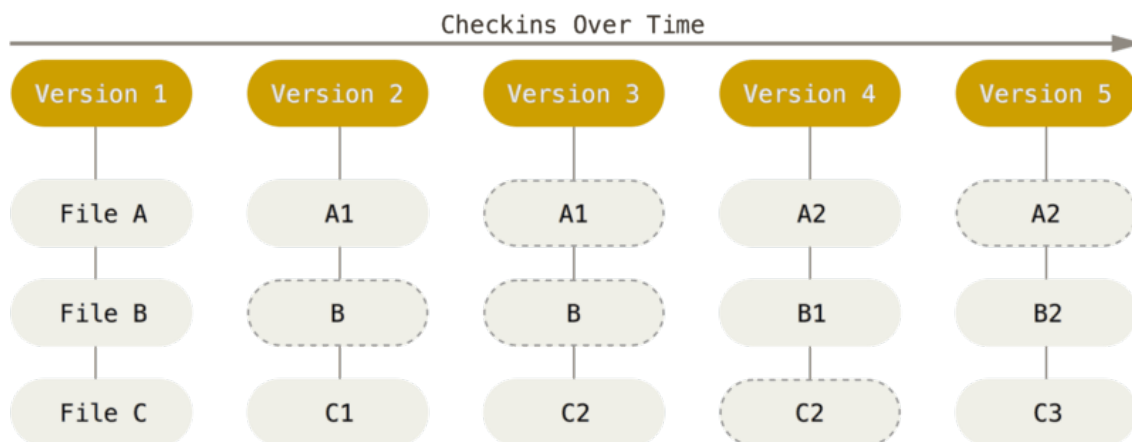 Checkins Over Time
Version 1 Version 2 Version 3 Version 4 Version 5
File A A1 A1 A2 A2
File B B B B1 B2
File C C1 C2 C2 C3